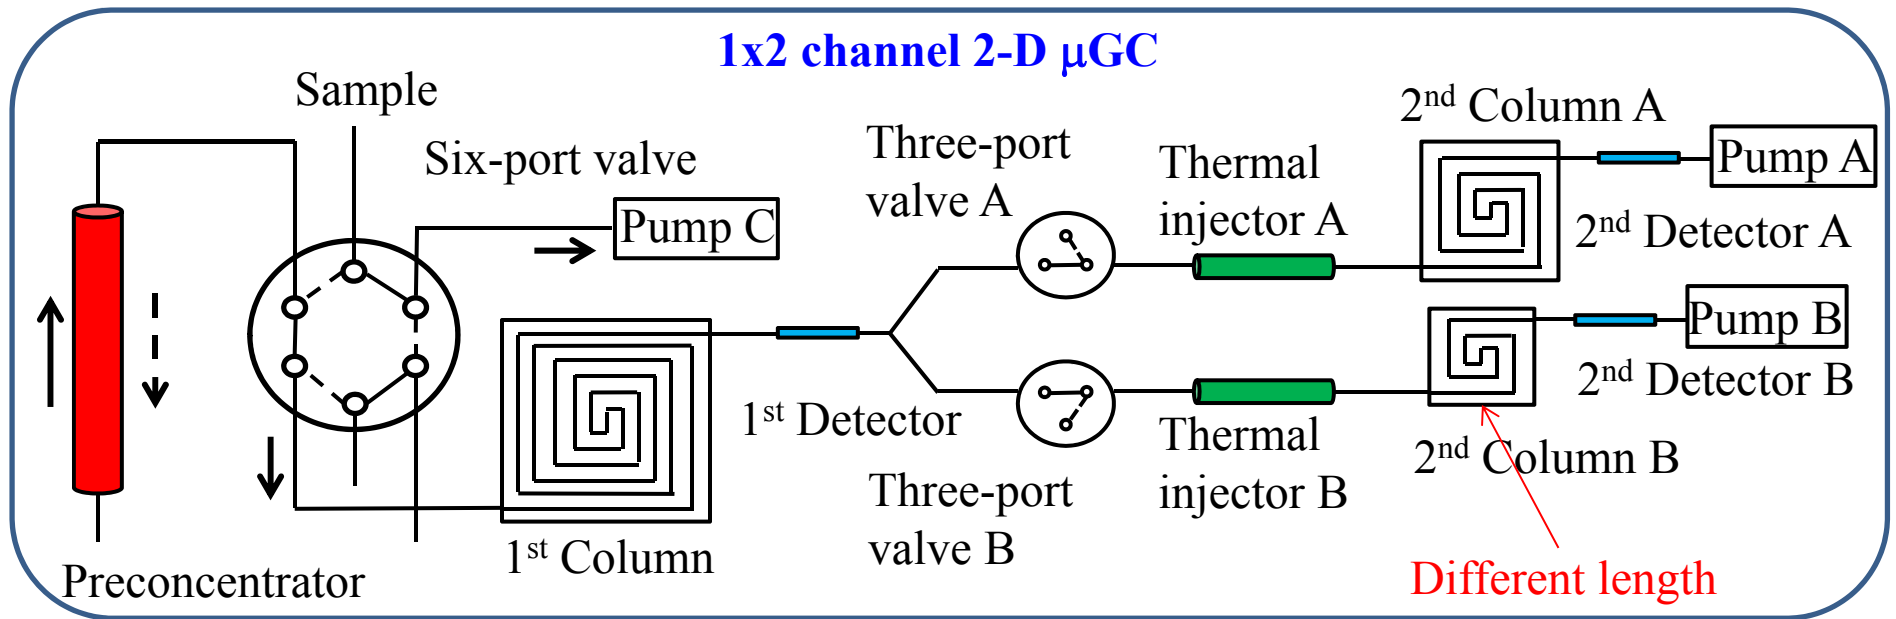 1x2 channel 2-D μGC
Sample
Six-port valve
Pump C
Three-port
valve A
Thermal
injector A
2nd Column A
Pump A
2nd Detector A
Pump B
2nd Detector B
1st Detector
Three-port
valve B
Thermal
injector B
2nd Column B
1st Column
Preconcentrator
Different length